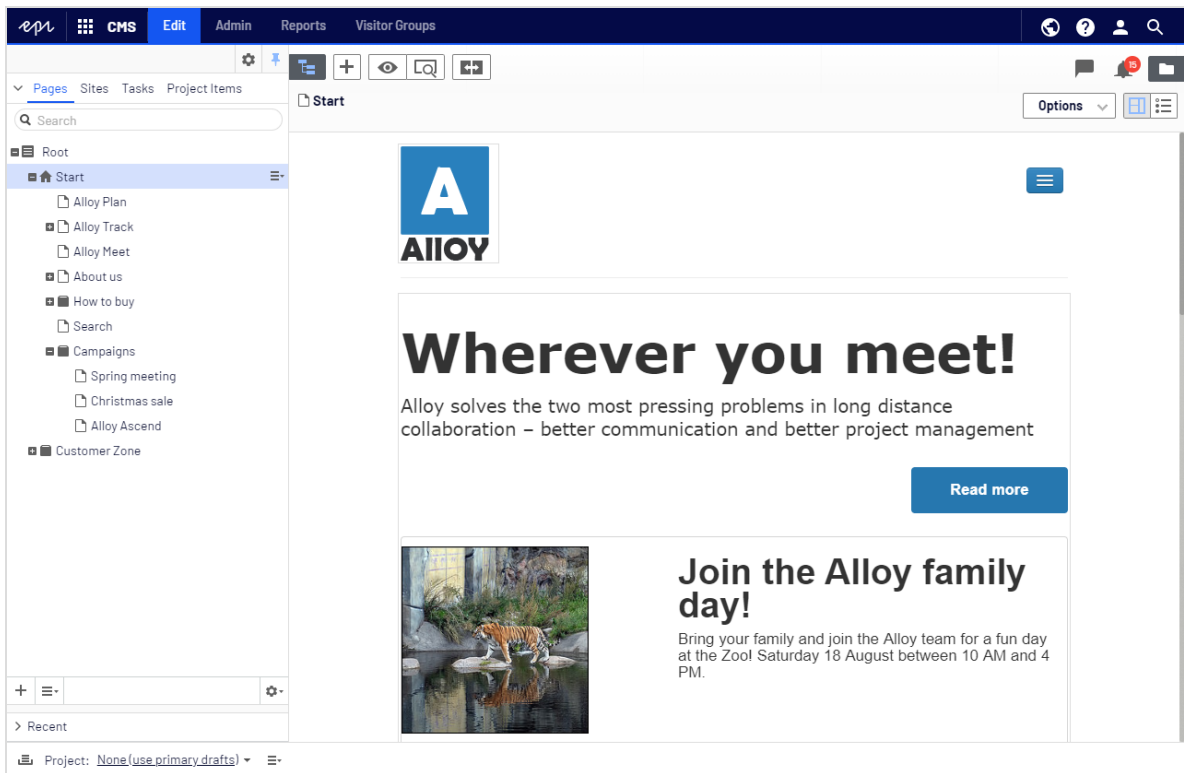 epi CMS Edit Admin Reports Visitor Groups
15
Pages Sites Tasks Project Items
Start
Options
Search
Root
Start
Alloy Plan
Alloy Track
Alloy Meet
About us
How to buy
Search
Campaigns
Spring meeting
Christmas sale
Alloy Ascend
Customer Zone
A
Alloy
Wherever you meet!
Alloy solves the two most pressing problems in long distance
collaboration – better communication and better project management
Read more
Join the Alloy family
day!
Bring your family and join the Alloy team for a fun day
at the Zoo! Saturday 18 August between 10 AM and 4
PM.
Recent
Project: None (use primary drafts)